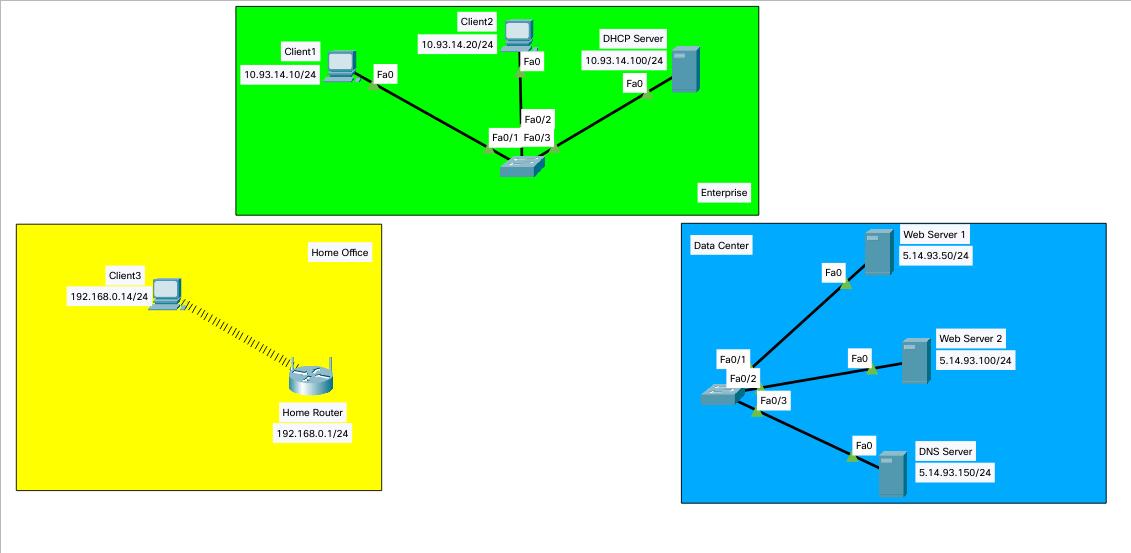 Client2
10.93.14.20/24
Fa0
Client1
10.93.14.10/24
Fa0
DHCP Server
10.93.14.100/24
Fa0
Fa0/2
Fa0/1
Fa0/3
Enterprise
Home Office
Client3
192.168.0.14/24
Home Router
192.168.0.1/24
Data Center
Web Server 1
5.14.93.50/24
Fa0
Web Server 2
5.14.93.100/24
Fa0
Fa0/1
Fa0/2
Fa0/3
Fa0
DNS Server
5.14.93.150/24